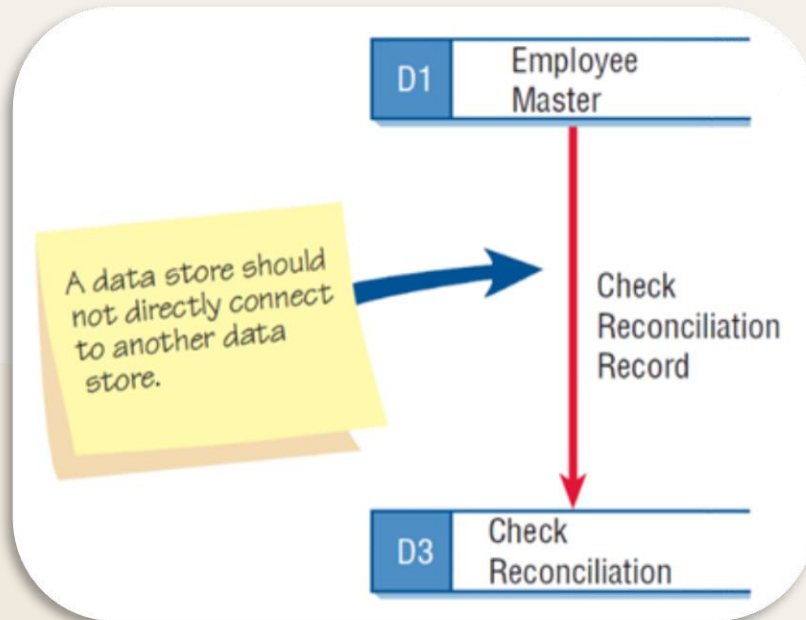 D1
Employee
Master
A data store should
not directly connect
to another data
store.
Check
Reconciliation
Record
D3
Check
Reconciliation